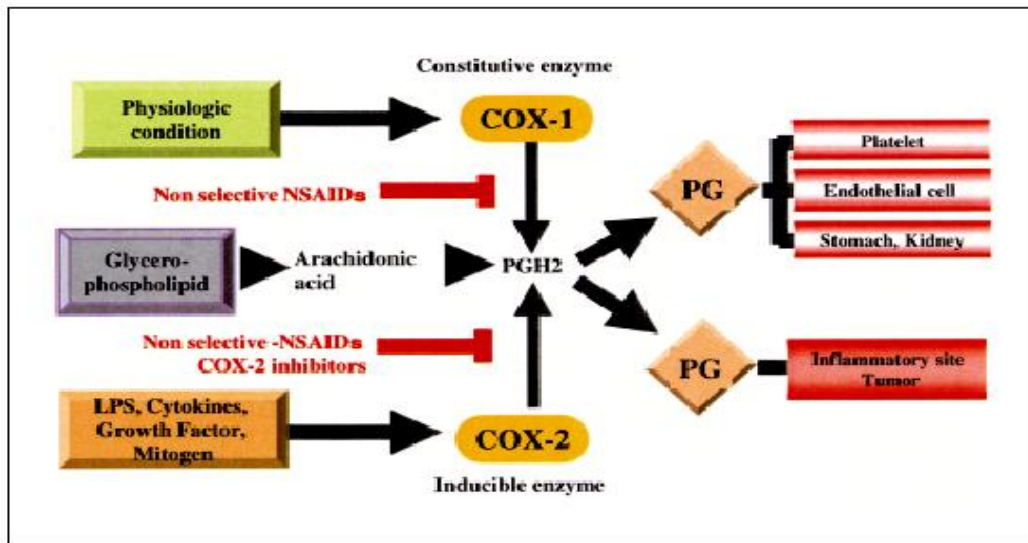 Constitutive enzyme
Physiologic
condition
COX-1
Platelet
Non selective NSAIDs
PG
Endothelial cell
Stomach, Kidney
Glycero-
phospholipid
Arachidonic
acid
PGH2
Non selective -NSAIDs
COX-2 inhibitors
PG
Inflammatory site
Tumor
LPS, Cytokines,
Growth Factor,
Mitogen
COX-2
Inducible enzyme